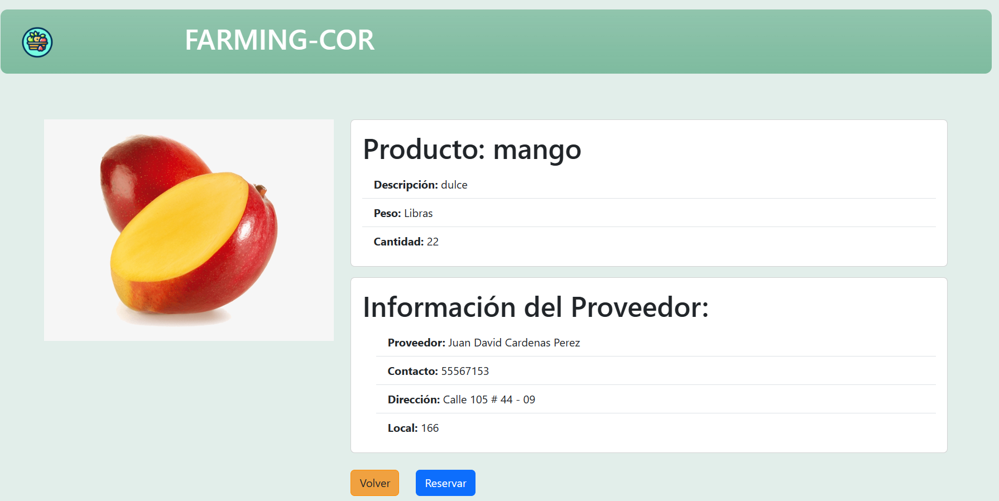 FARMING-COR
Producto: mango
Descripción: dulce
Peso: Libras
Cantidad: 22
Información del Proveedor:
Proveedor: Juan David Cardenas Perez
Contacto: 55567153
Dirección: Calle 105 # 44 - 09
Local: 166
Volver
Reservar